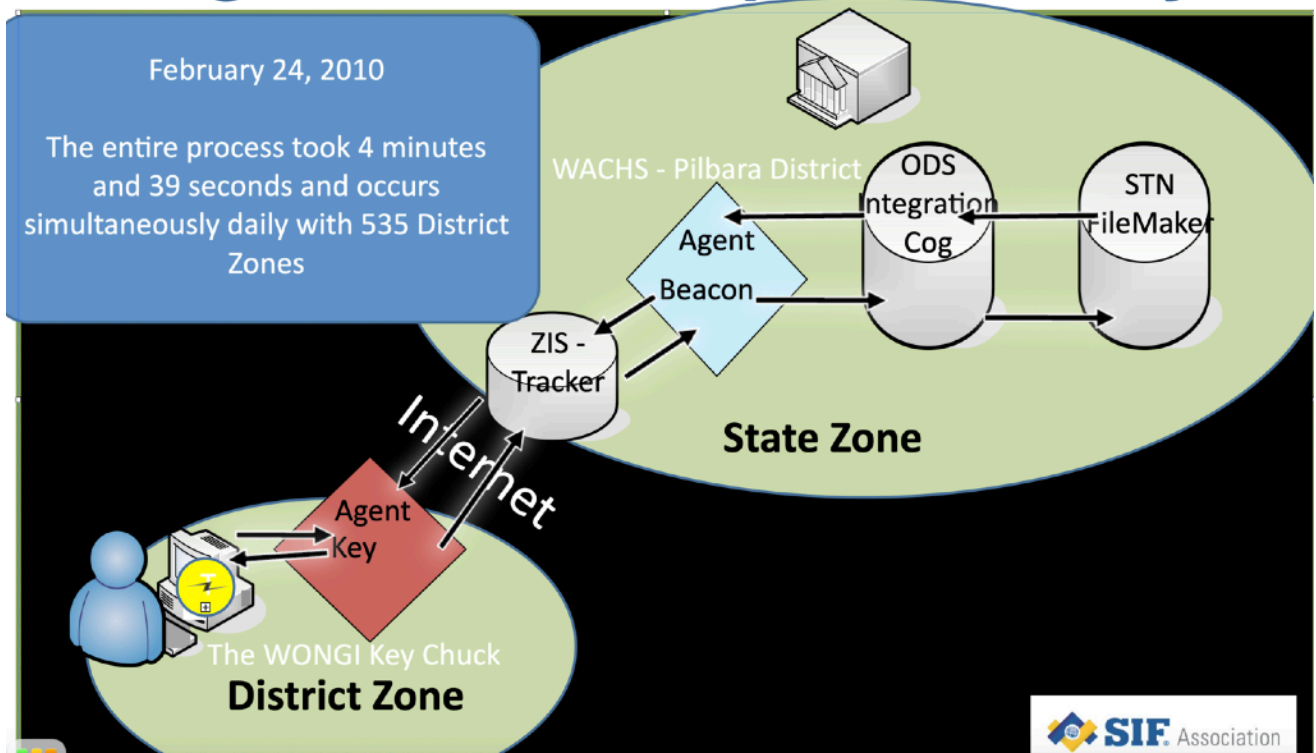 February 24, 2010
The entire process took 4 minutes
and 39 seconds and occurs
simultaneously daily with 535 District
Zones
WACHS - Pilbara District
ODS
Integration
Cog
STN
FileMaker
Agent
Beacon
ZIS -
Tracker
State Zone
Internet
Agent
Key
The WONGI Key Chuck
District Zone
SIF Association